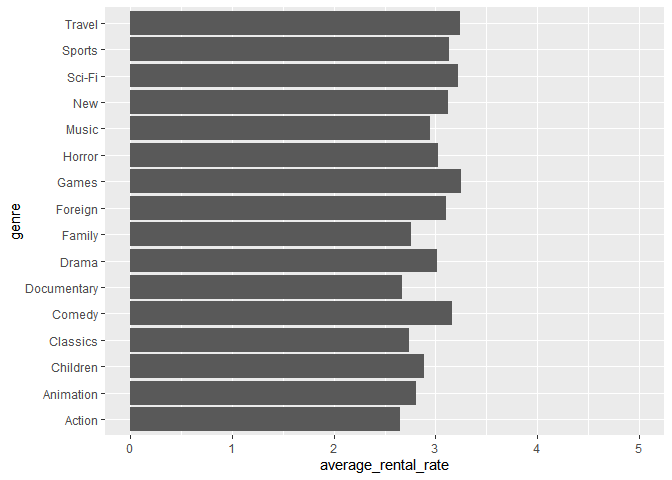 Travel
Sports
Sci-Fi
New
Music
Horror
Games
Foreign
Family
Drama
Documentary
Comedy
Classics
Children
Animation
Action
genre
0 1 2 3 4 5
average_rental_rate